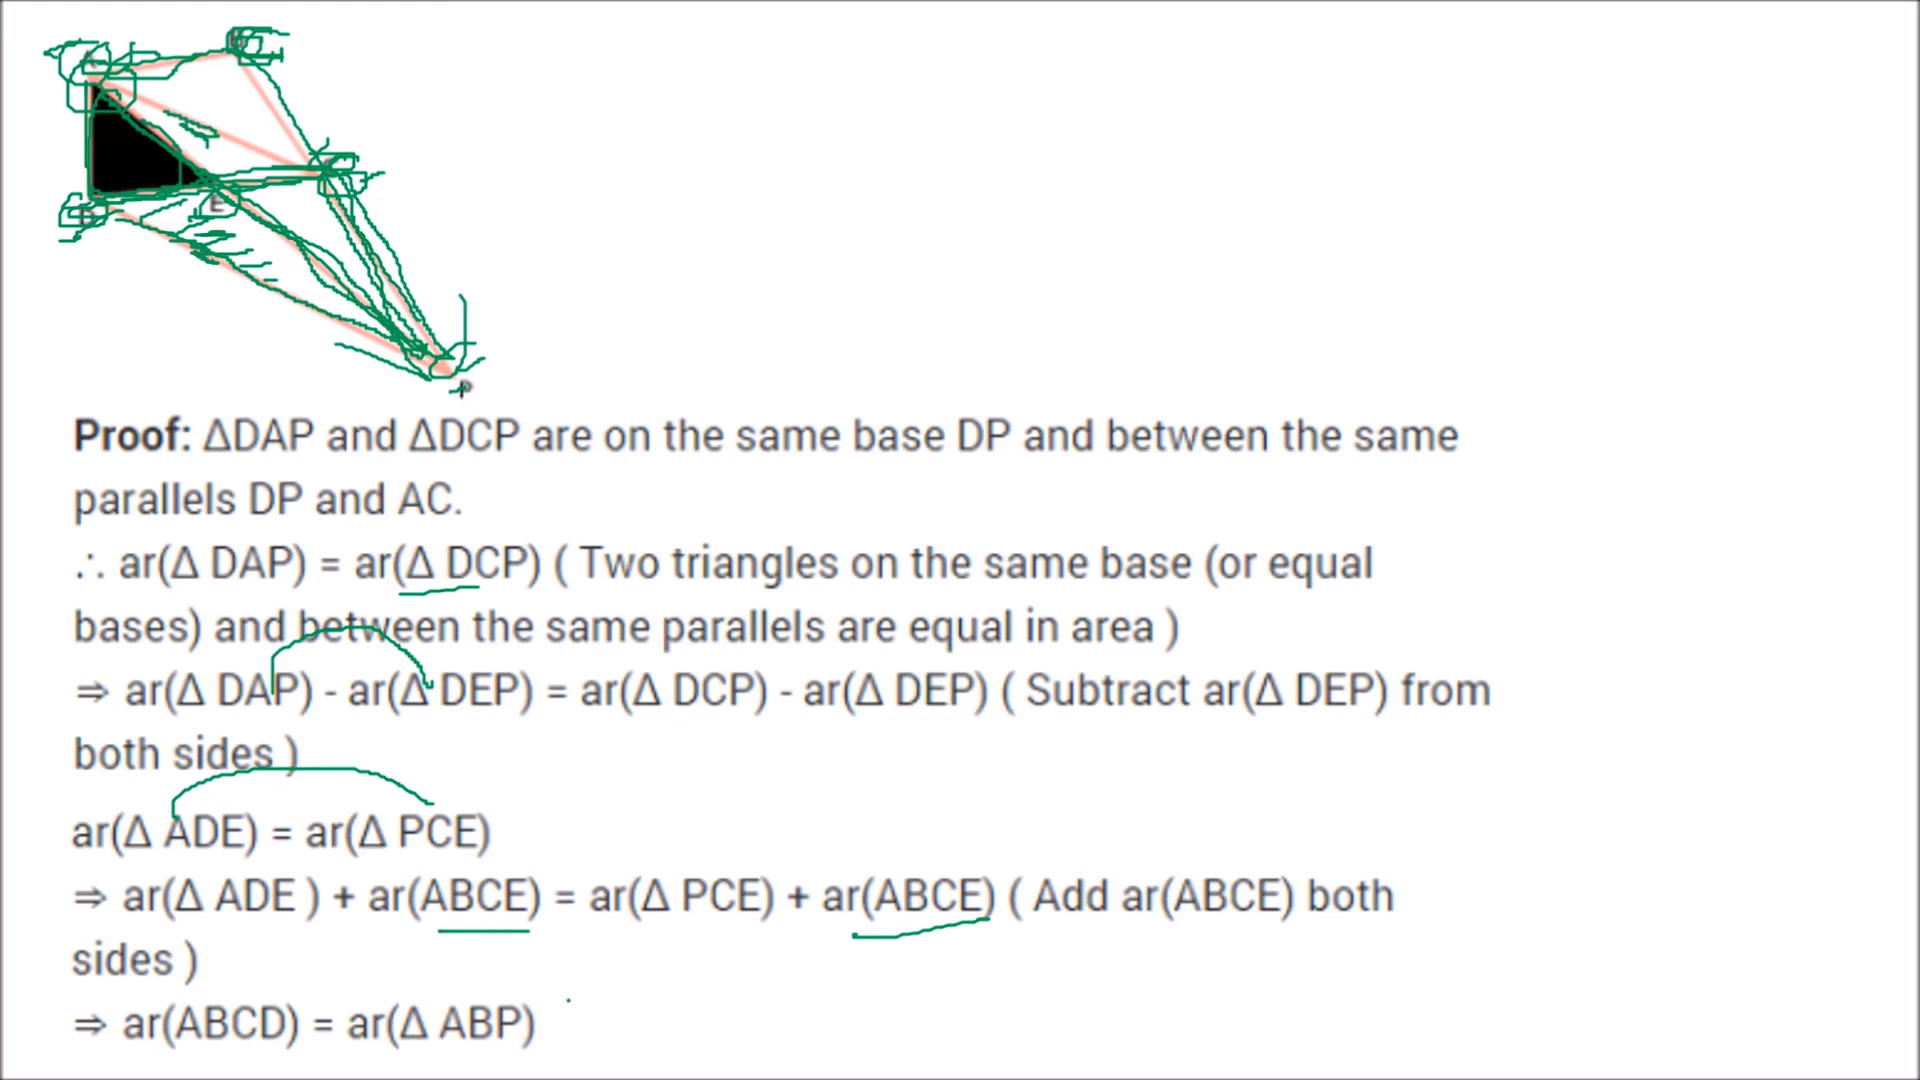 A
E
D
P
Proof: ΔDAP and ΔDCP are on the same base DP and between the same
parallels DP and AC.
∴ ar(Δ DAP) = ar(Δ DCP) ( Two triangles on the same base (or equal
bases) and between the same parallels are equal in area )
⇒ ar(Δ DAP) - ar(Δ DEP) = ar(Δ DCP) - ar(Δ DEP) ( Subtract ar(Δ DEP) from
both sides )
ar(Δ ADE) = ar(Δ PCE)
⇒ ar(Δ ADE ) + ar(ABCE) = ar(Δ PCE) + ar(ABCE) ( Add ar(ABCE) both
sides )
⇒ ar(ABCD) = ar(Δ ABP)